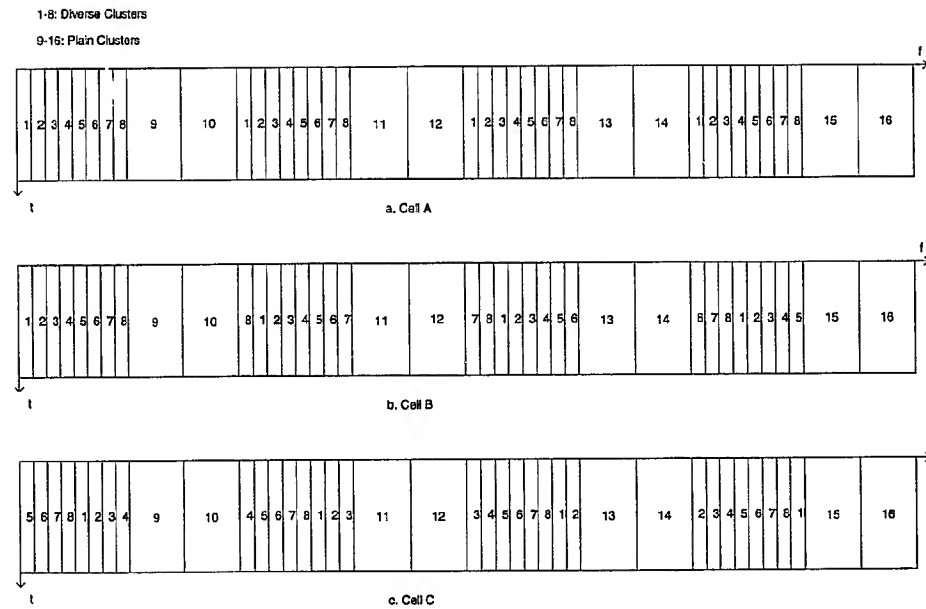 1-8: Diverse Clusters
9-16: Plain Clusters
f
1 2 3 4 5 6 7 8 9 10 1 2 3 4 5 6 7 8 11 12 1 2 3 4 5 6 7 8 13 14 1 2 3 4 5 6 7 8 15 16
t
a. Cell A
f
1 2 3 4 5 6 7 8 9 10 8 1 2 3 4 5 6 7 11 12 7 8 1 2 3 4 5 6 13 14 6 7 8 1 2 3 4 5 15 16
t
b. Cell B
5 6 7 8 1 2 3 4 9 10 4 5 6 7 8 1 2 3 11 12 3 4 5 6 7 8 1 2 13 14 2 3 4 5 6 7 8 1 15 16
t
c. Cell C